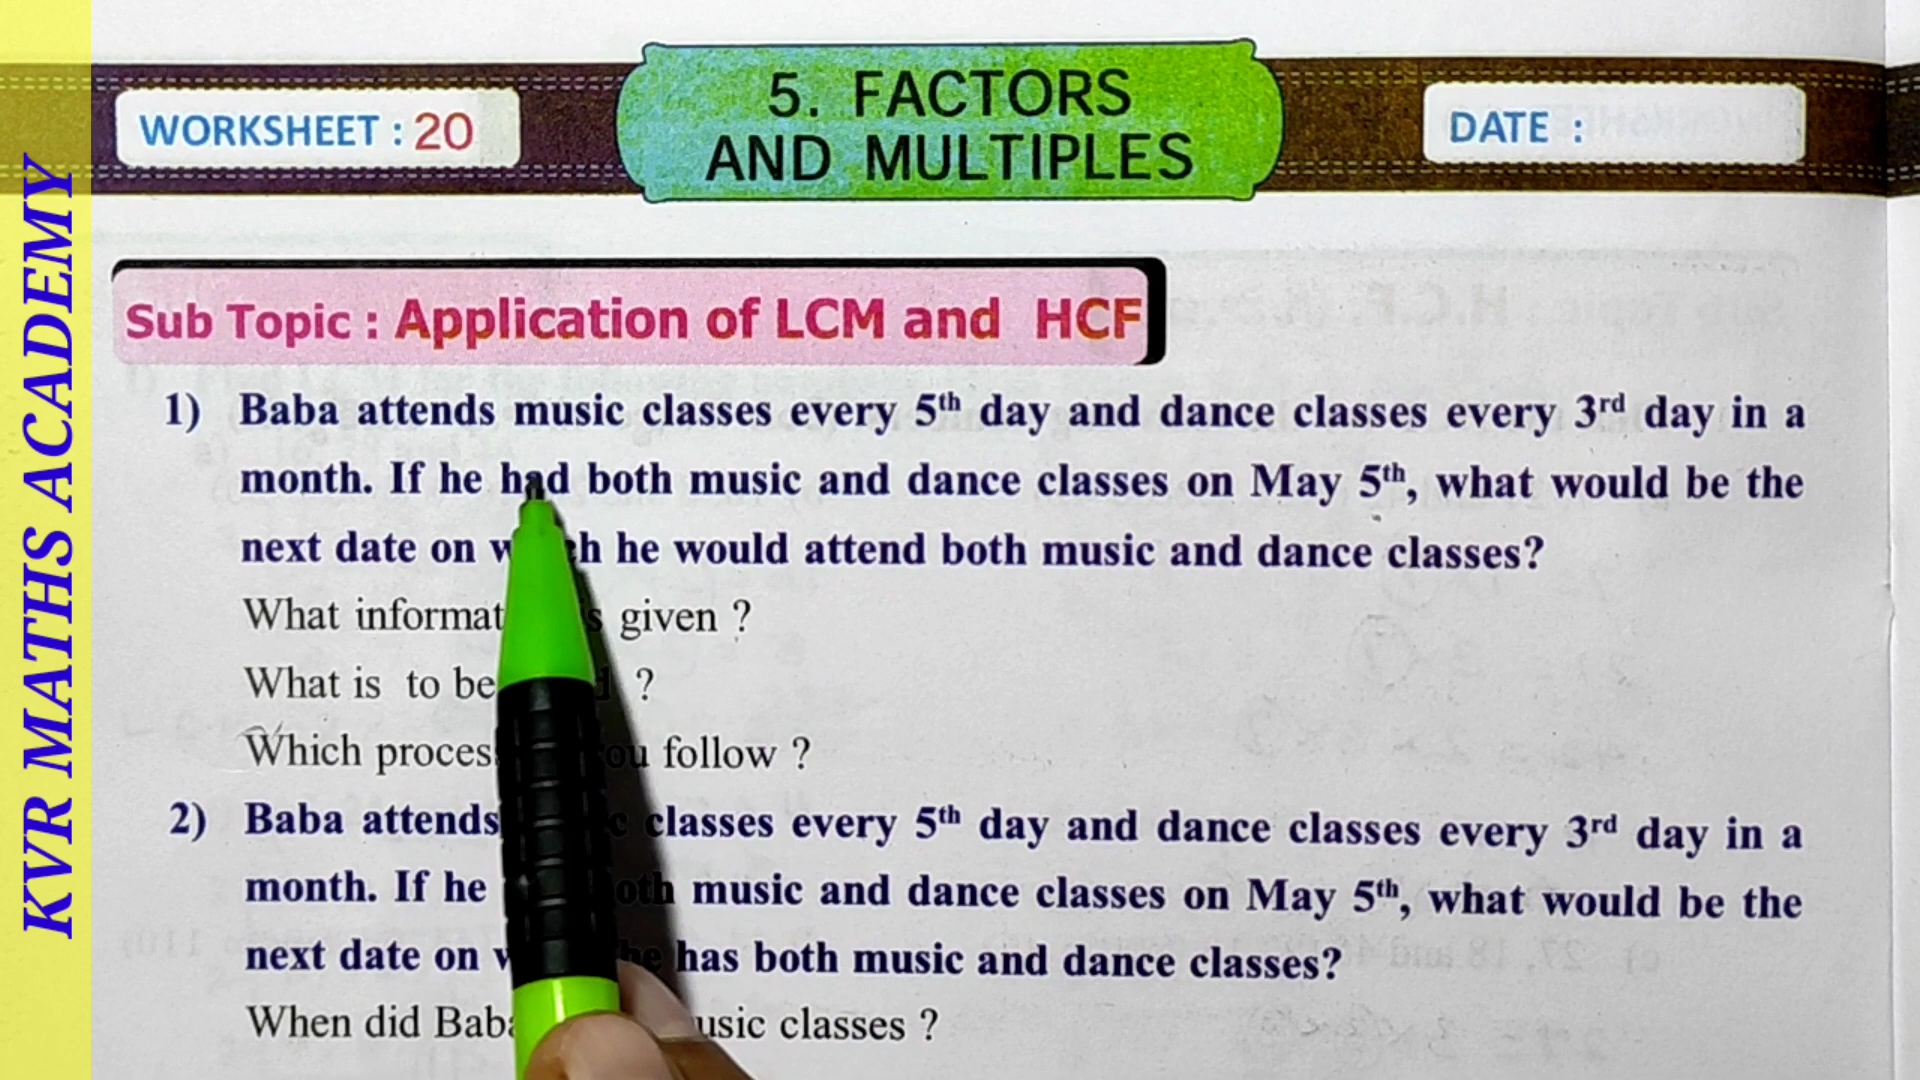 KVR MATHS ACADEMY
WORKSHEET : 20
5. FACTORS
AND MULTIPLES
DATE :
Sub Topic : Application of LCM and HCF
1) Baba attends music classes every 5th day and dance classes every 3rd day in a
month. If he had both music and dance classes on May 5th, what would be the
next date on which he would attend both music and dance classes?
What given ?
What is to be ?
Which follow ?
2) Baba attends classes every 5th day and dance classes every 3rd day in a
month. If he music and dance classes on May 5th, what would be the
next date on he has both music and dance classes?
When did Baba music classes ?